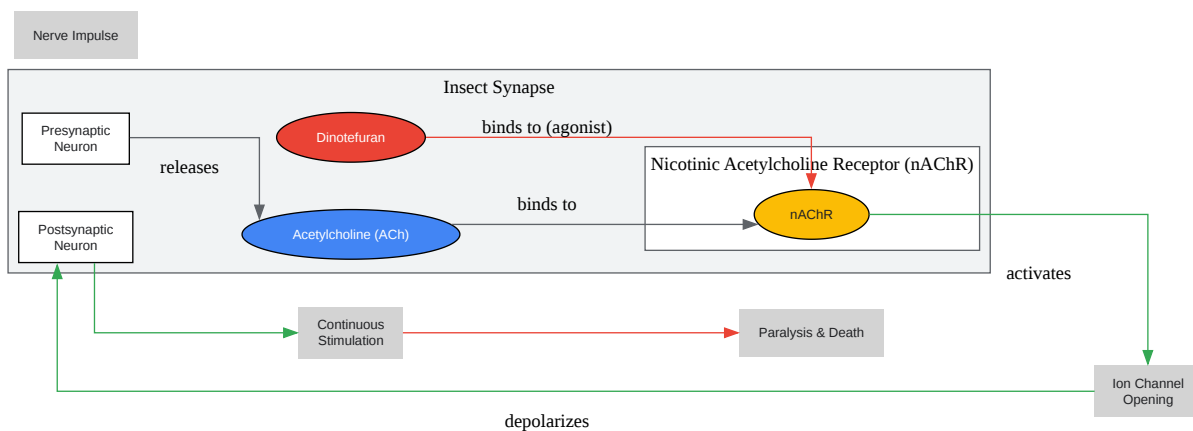 Nerve Impulse
Insect Synapse
Presynaptic
Neuron
releases
Dinotefuran
binds to (agonist)
Nicotinic Acetylcholine Receptor (nAChR)
nAChR
Postsynaptic
Neuron
Acetylcholine (ACh)
binds to
activates
Continuous
Stimulation
Paralysis & Death
Ion Channel
Opening
depolarizes